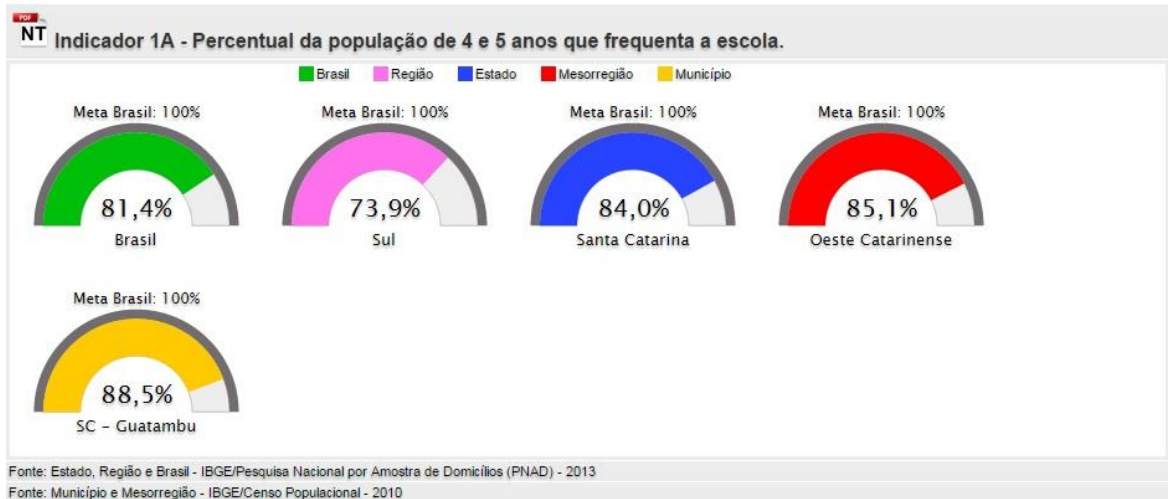 PDF
NT Indicador 1A - Percentual da população de 4 e 5 anos que frequenta a escola.
Brasil Região Estado Mesorregião Município
Meta Brasil: 100% Meta Brasil: 100% Meta Brasil: 100% Meta Brasil: 100%
81,4% 73,9% 84,0% 85,1%
Brasil Sul Santa Catarina Oeste Catarinense
Meta Brasil: 100%
88,5%
SC - Guatambu
Fonte: Estado, Região e Brasil - IBGE/Pesquisa Nacional por Amostra de Domicílios (PNAD) - 2013
Fonte: Município e Mesorregião - IBGE/Censo Populacional - 2010